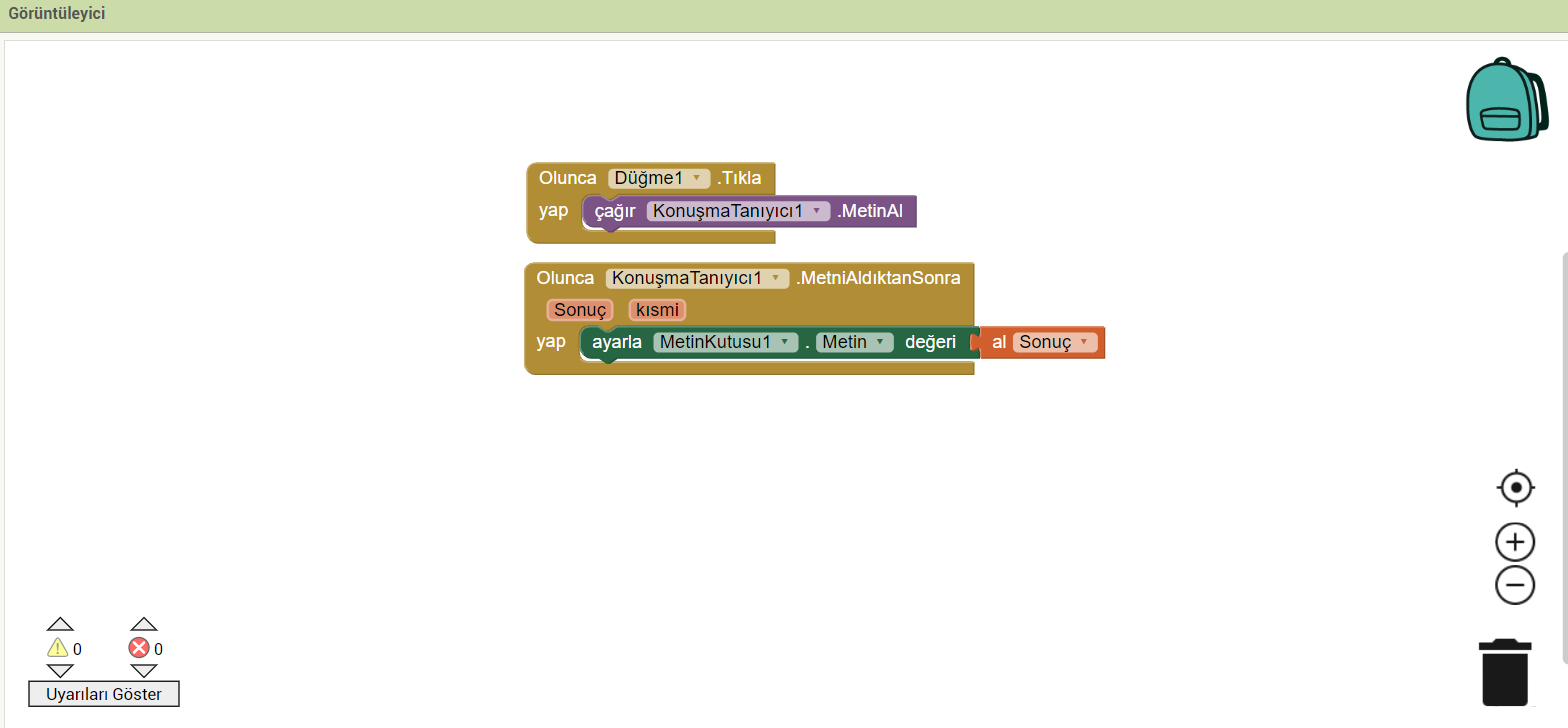 Görüntüleyici
Olunca Düğme1 .Tıkla
yap çağır KonuşmaTanıyıcı1 .MetinAl
Olunca KonuşmaTanıyıcı1 .MetniAldıktanSonra
Sonuç kısmi
yap ayarla MetinKutusu1 . Metin değeri al Sonuç
0 0
Uyarıları Göster